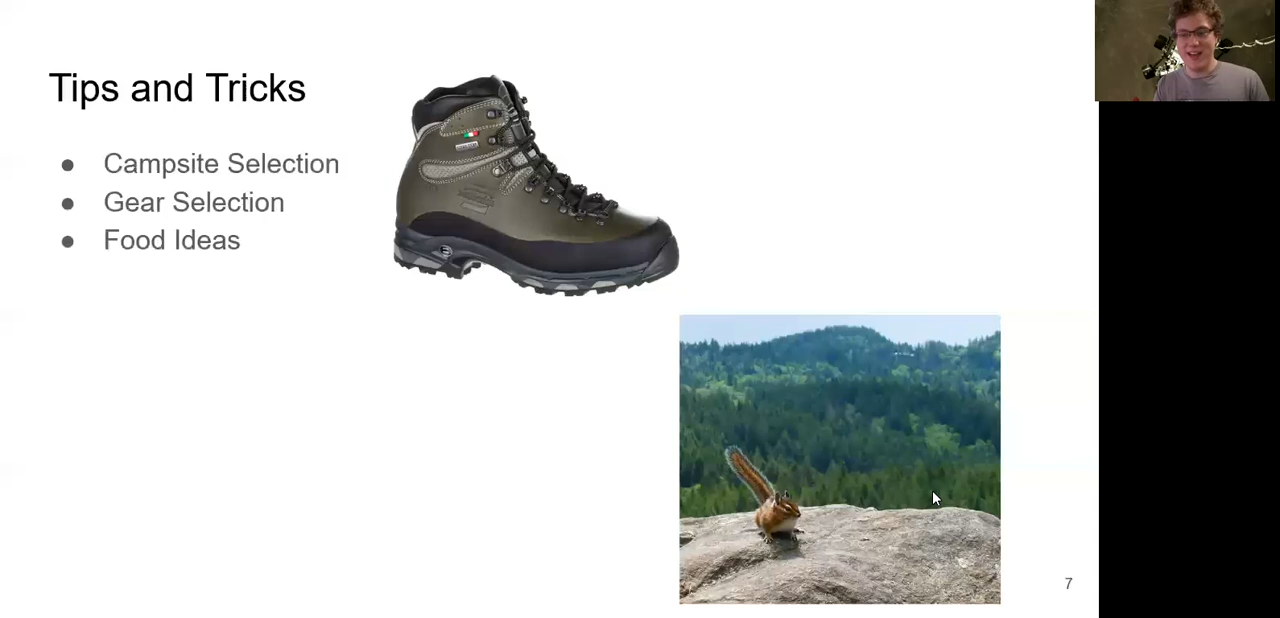 Tips and Tricks
● Campsite Selection
● Gear Selection
● Food Ideas
7